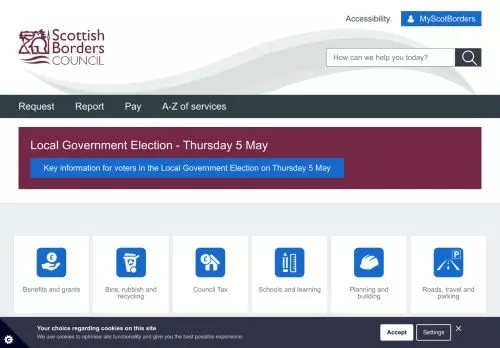 Accessibility
MyScotBorders
Scottish
Borders
COUNCIL
How can we help you today?
Request
Report
Pay
A-Z of services
Local Government Election - Thursday 5 May
Key information for voters in the Local Government Election on Thursday 5 May
£
£
P
Benefits and grants
Bins, rubbish and
recycling
Council Tax
Schools and learning
Planning and
building
Roads, travel and
parking
Your choice regarding cookies on this site
We use cookies to optimise site functionality and give you the best possible experience.
Accept
Settings